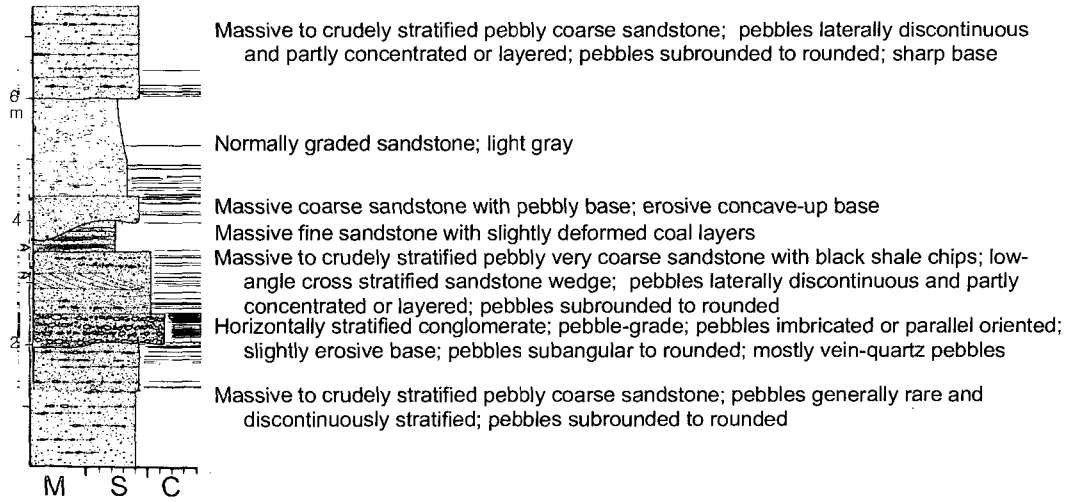 Massive to crudely stratified pebbly coarse sandstone; pebbles laterally discontinuous
and partly concentrated or layered; pebbles subrounded to rounded; sharp base
6
m
Normally graded sandstone; light gray
Massive coarse sandstone with pebbly base; erosive concave-up base
4
Massive fine sandstone with slightly deformed coal layers
Massive to crudely stratified pebbly very coarse sandstone with black shale chips; low-
angle cross stratified sandstone wedge; pebbles laterally discontinuous and partly
concentrated or layered; pebbles subrounded to rounded
Horizontally stratified conglomerate; pebble-grade; pebbles imbricated or parallel oriented;
2
slightly erosive base; pebbles subangular to rounded; mostly vein-quartz pebbles
Massive to crudely stratified pebbly coarse sandstone; pebbles generally rare and
discontinuously stratified; pebbles subrounded to rounded
M S C